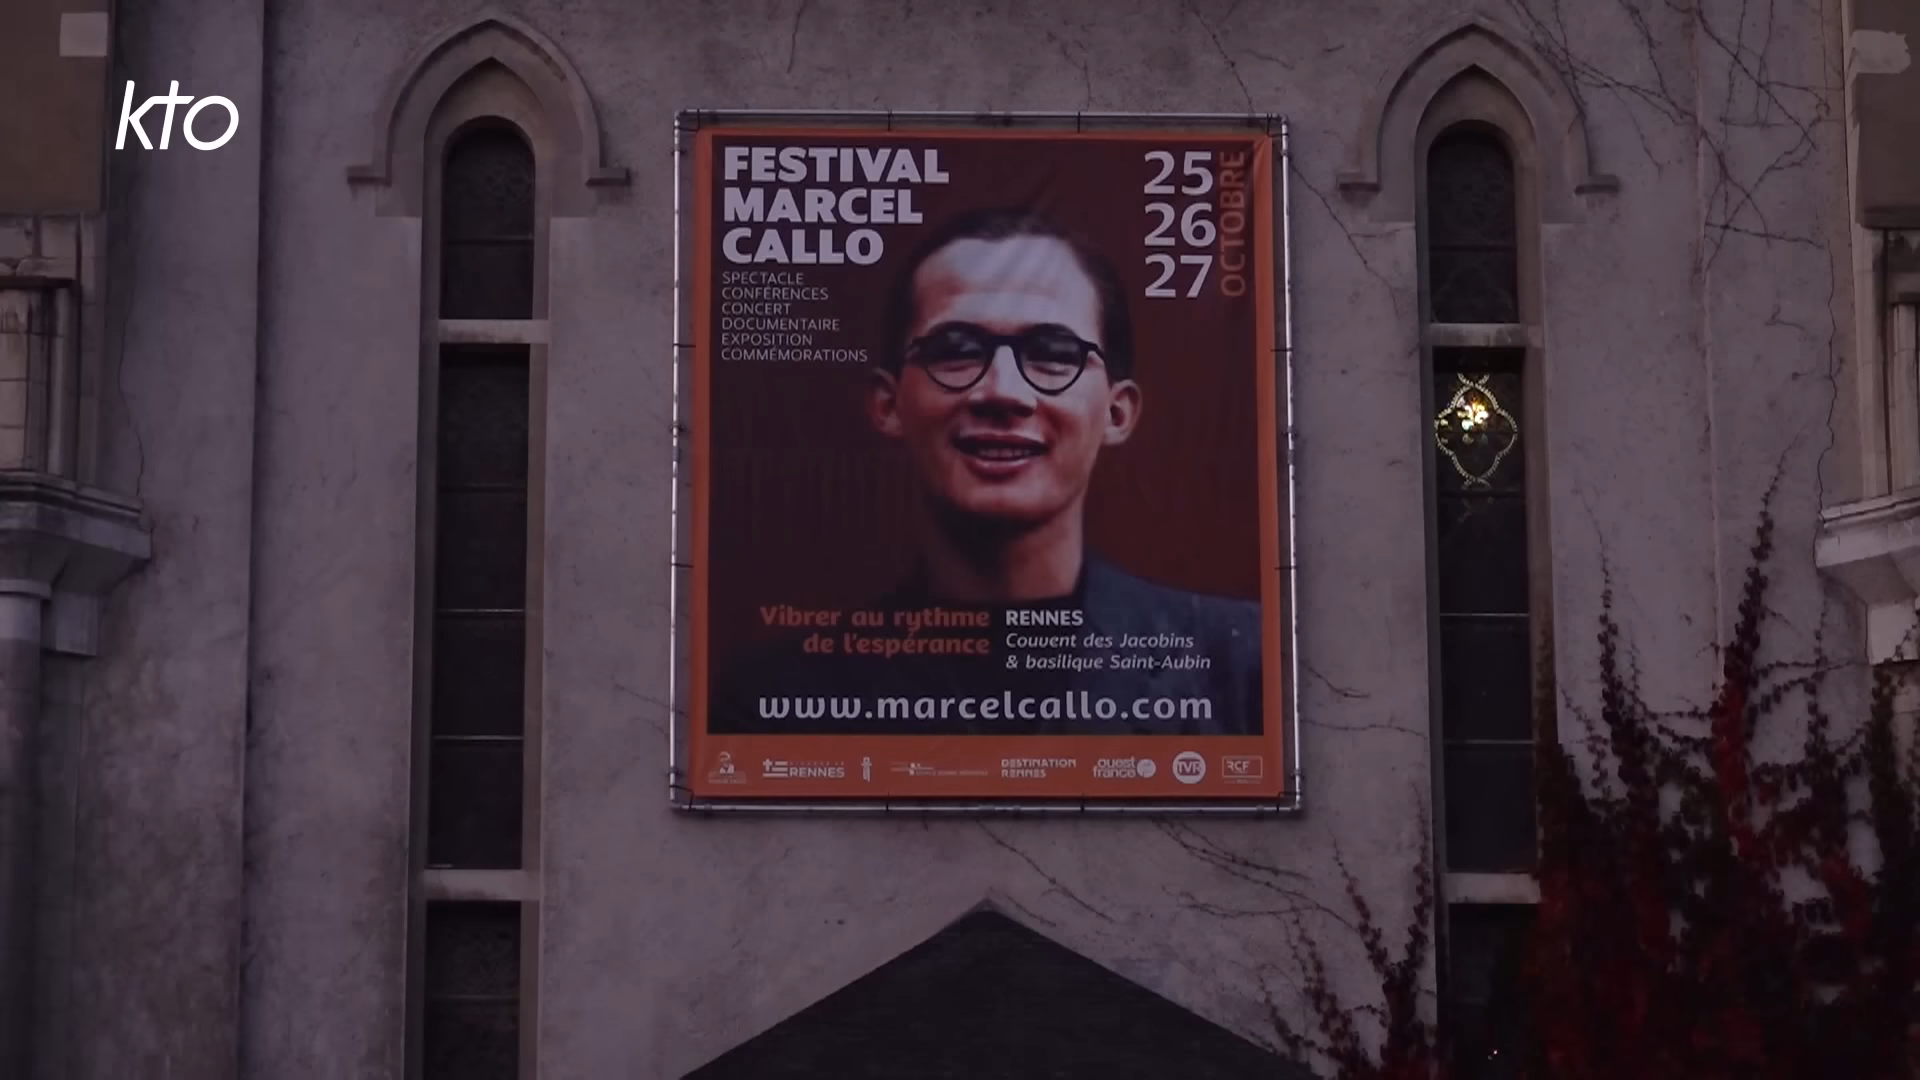 kto
FESTIVAL
MARCEL
CALLO
SPECTACLE
CONFÉRENCES
CONCERT
DOCUMENTAIRE
EXPOSITION
COMMÉMORATIONS
25
26
27
OCTOBRE
Vibrer au rythme
de l'espérance
RENNES
Couvent des Jacobins
& basilique Saint-Aubin
www.marcelcallo.com
RENNES
DESTINATION
RENNES
ouest
france
TVR
RCF